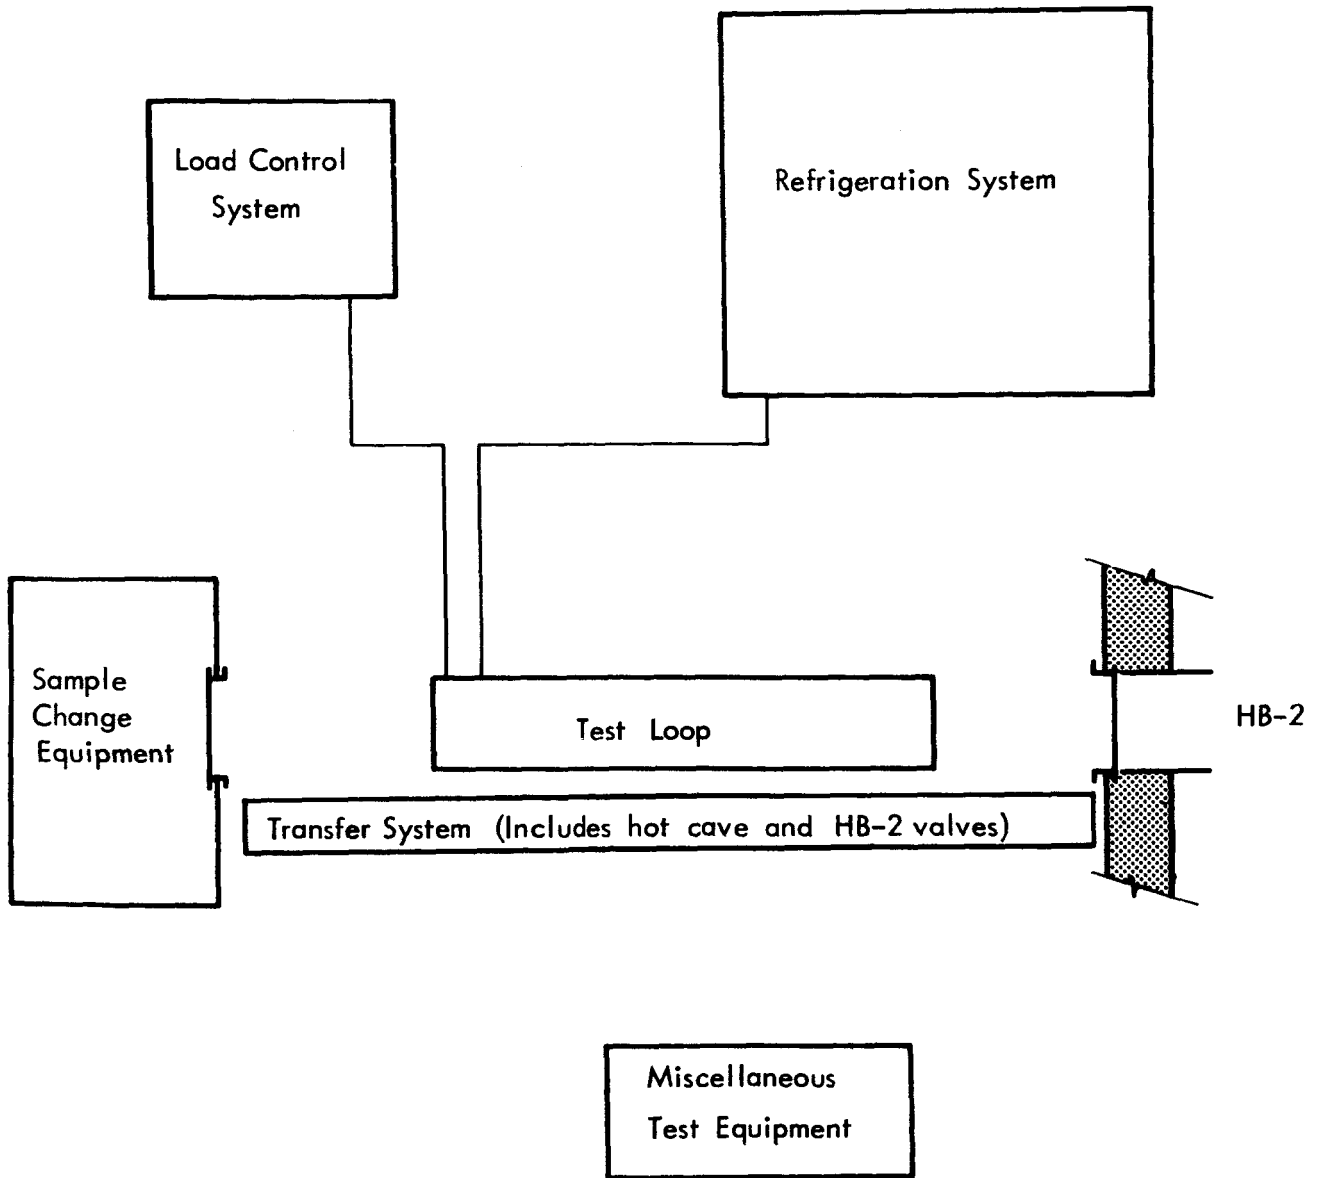 Load Control
System
Refrigeration System
Sample
Change
Equipment
Test Loop
HB-2
Transfer System (Includes hot cave and HB-2 valves)
Miscellaneous
Test Equipment